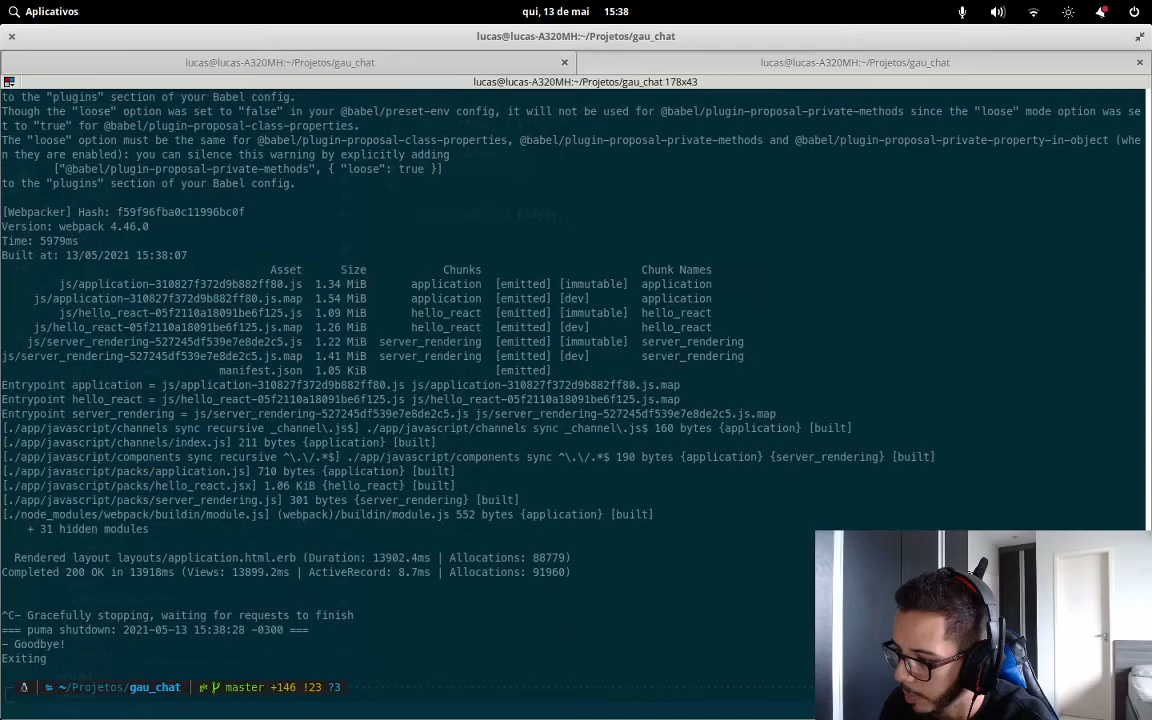 Aplicativos
qui, 13 de mai 15:38
lucas@lucas-A320MH:~/Projetos/gau_chat
lucas@lucas-A320MH:~/Projetos/gau_chat
lucas@lucas-A320MH:~/Projetos/gau_chat
lucas@lucas-A320MH:~/Projetos/gau_chat 178x43
to the "plugins" section of your Babel config.
Though the "loose" option was set to "false" in your @babel/preset-env config, it will not be used for @babel/plugin-proposal-private-methods since the "loose" mode option was se
t to "true" for @babel/plugin-proposal-class-properties.
The "loose" option must be the same for @babel/plugin-proposal-class-properties, @babel/plugin-proposal-private-methods and @babel/plugin-proposal-private-property-in-object (whe
n they are enabled): you can silence this warning by explicitly adding
["@babel/plugin-proposal-private-methods", { "loose": true }]
to the "plugins" section of your Babel config.
[Webpacker] Hash: f59f96fba0c11996bc0f
Version: webpack 4.46.0
Time: 5979ms
Built at: 13/05/2021 15:38:07
Asset Size Chunks Chunk Names
js/application-310827f372d9b882ff80.js 1.34 MiB application [emitted] [immutable] application
js/application-310827f372d9b882ff80.js.map 1.54 MiB application [emitted] [dev] application
js/hello_react-05f2110a18091be6f125.js 1.09 MiB hello_react [emitted] [immutable] hello_react
js/hello_react-05f2110a18091be6f125.js.map 1.26 MiB hello_react [emitted] [dev] hello_react
js/server_rendering-527245df539e7e8de2c5.js 1.22 MiB server_rendering [emitted] [immutable] server_rendering
js/server_rendering-527245df539e7e8de2c5.js.map 1.41 MiB server_rendering [emitted] [dev] server_rendering
manifest.json 1.05 KiB [emitted]
Entrypoint application = js/application-310827f372d9b882ff80.js js/application-310827f372d9b882ff80.js.map
Entrypoint hello_react = js/hello_react-05f2110a18091be6f125.js js/hello_react-05f2110a18091be6f125.js.map
Entrypoint server_rendering = js/server_rendering-527245df539e7e8de2c5.js js/server_rendering-527245df539e7e8de2c5.js.map
[./app/javascript/channels sync recursive _channel\.js$] ./app/javascript/channels sync _channel\.js$ 160 bytes {application} [built]
[./app/javascript/channels/index.js] 211 bytes {application} [built]
[./app/javascript/components sync recursive ^\.\/.*$] ./app/javascript/components sync ^\.\/.*$ 190 bytes {application} {server_rendering} [built]
[./app/javascript/packs/application.js] 710 bytes {application} [built]
[./app/javascript/packs/hello_react.jsx] 1.06 KiB {hello_react} [built]
[./app/javascript/packs/server_rendering.js] 301 bytes {server_rendering} [built]
[./node_modules/webpack/buildin/module.js] (webpack)/buildin/module.js 552 bytes {application} [built]
+ 31 hidden modules
Rendered layout layouts/application.html.erb (Duration: 13902.4ms | Allocations: 88779)
Completed 200 OK in 13918ms (Views: 13899.2ms | ActiveRecord: 8.7ms | Allocations: 91960)
^C- Gracefully stopping, waiting for requests to finish
=== puma shutdown: 2021-05-13 15:38:28 -0300 ===
- Goodbye!
Exiting
~/Projetos/gau_chat master +146 !23 ?3